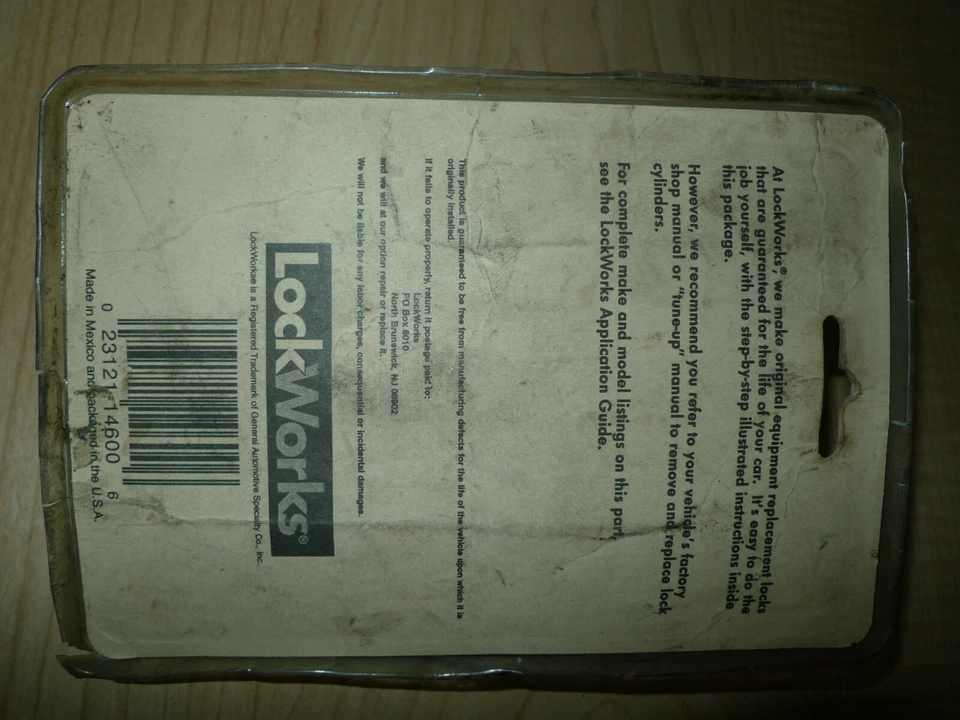 At LockWorks®, we make original equipment replacement locks
that are guaranteed for the life of your car. It's easy to do the
job yourself, with the step-by-step illustrated instructions inside
this package.
However, we recommend you refer to your vehicle's factory
shop manual or "tune-up" manual to remove and replace lock
cylinders.
For complete make and model listings on this part,
see the LockWorks Application Guide.
This product is guaranteed to be free from manufacturing defects for the life of the vehicle upon which it is
originally installed.
If it fails to operate properly, return it postage paid to:
LockWorks
PO Box 6010
North Brunswick, NJ 08902
and we will at our option repair or replace it.
We will not be liable for any labor charges, consequential or incidental damages.
LockWorks®
LockWorks® is a Registered Trademark of General Automotive Specialty Co., Inc.
0 23121 14600 6
Made in Mexico and packaged in the U.S.A.